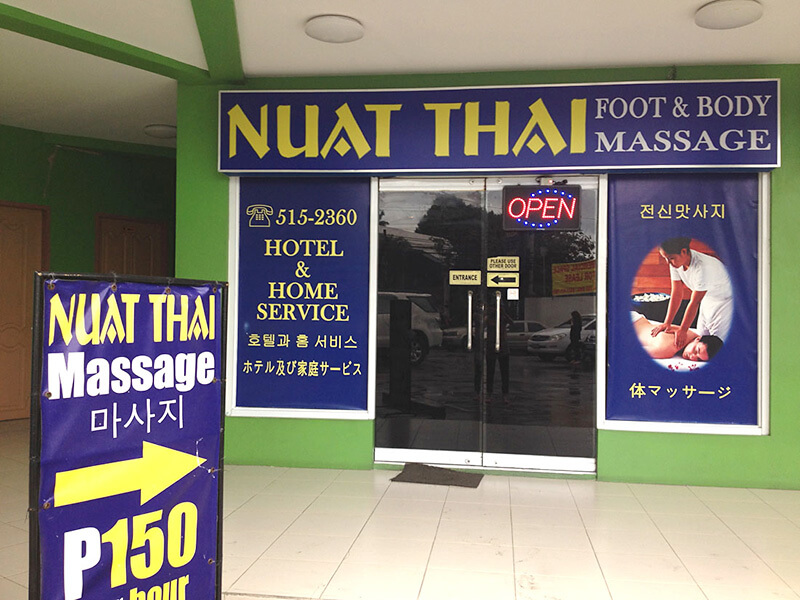 NUAT THAI FOOT & BODY
MASSAGE
515-2360
HOTEL
&
HOME
SERVICE
호텔과 홈 서비스
ホテル及び家庭サービス
OPEN
PLEASE USE
OTHER DOOR
ENTRANCE
전신맛사지
体マッサージ
NUAT THAI
Massage
마사지
P150
hour